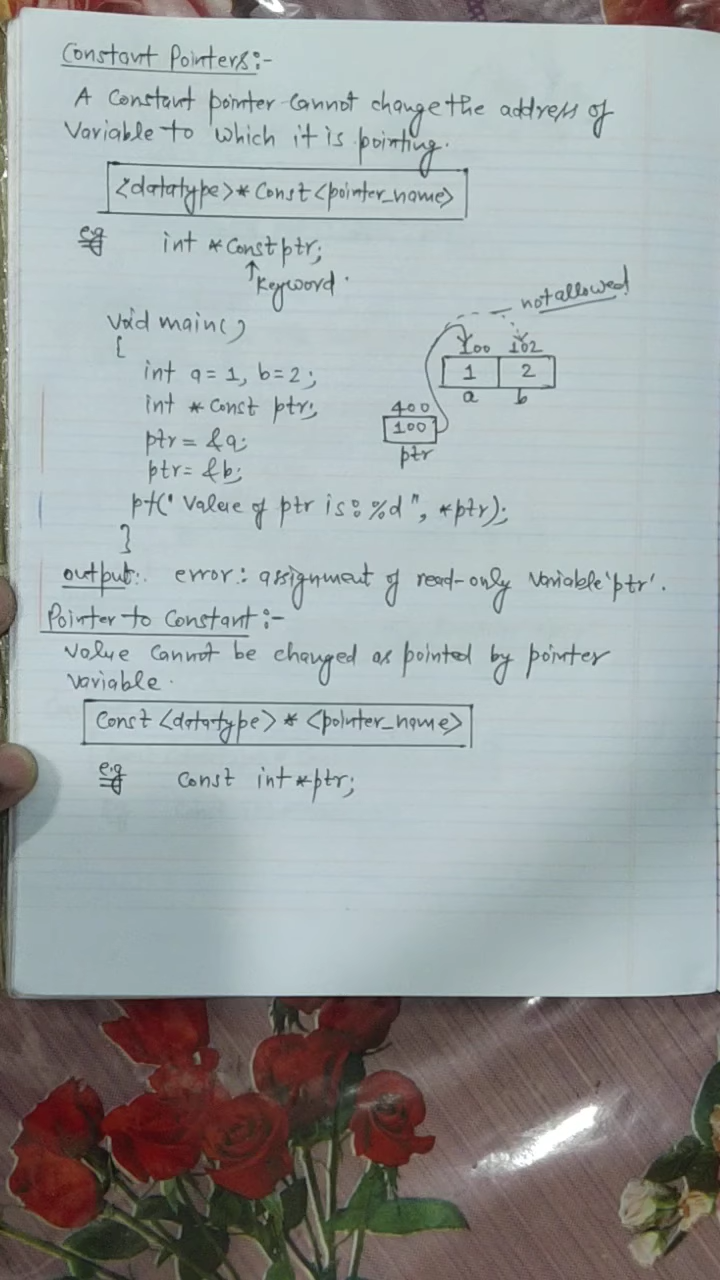 Constant Pointers:-
A Constant pointer cannot change the address of
Variable to which it is pointing.
<datatype>* Const <pointer_name>
eg int *Const ptr;
↑ keyword.
not allowed
Void main()
{
100 102
int a=1, b=2;
1 2
a b
int * Const ptr;
400
ptr = &a;
100
ptr= &b;
ptr
pf(" Value of ptr is: %d", *ptr);
}
output:. error: assignment of read-only Variable 'ptr'.
Pointer to Constant:-
Value Cannot be changed as pointed by pointer
Variable.
Const <datatype> * <pointer_name>
e.g Const int *ptr;